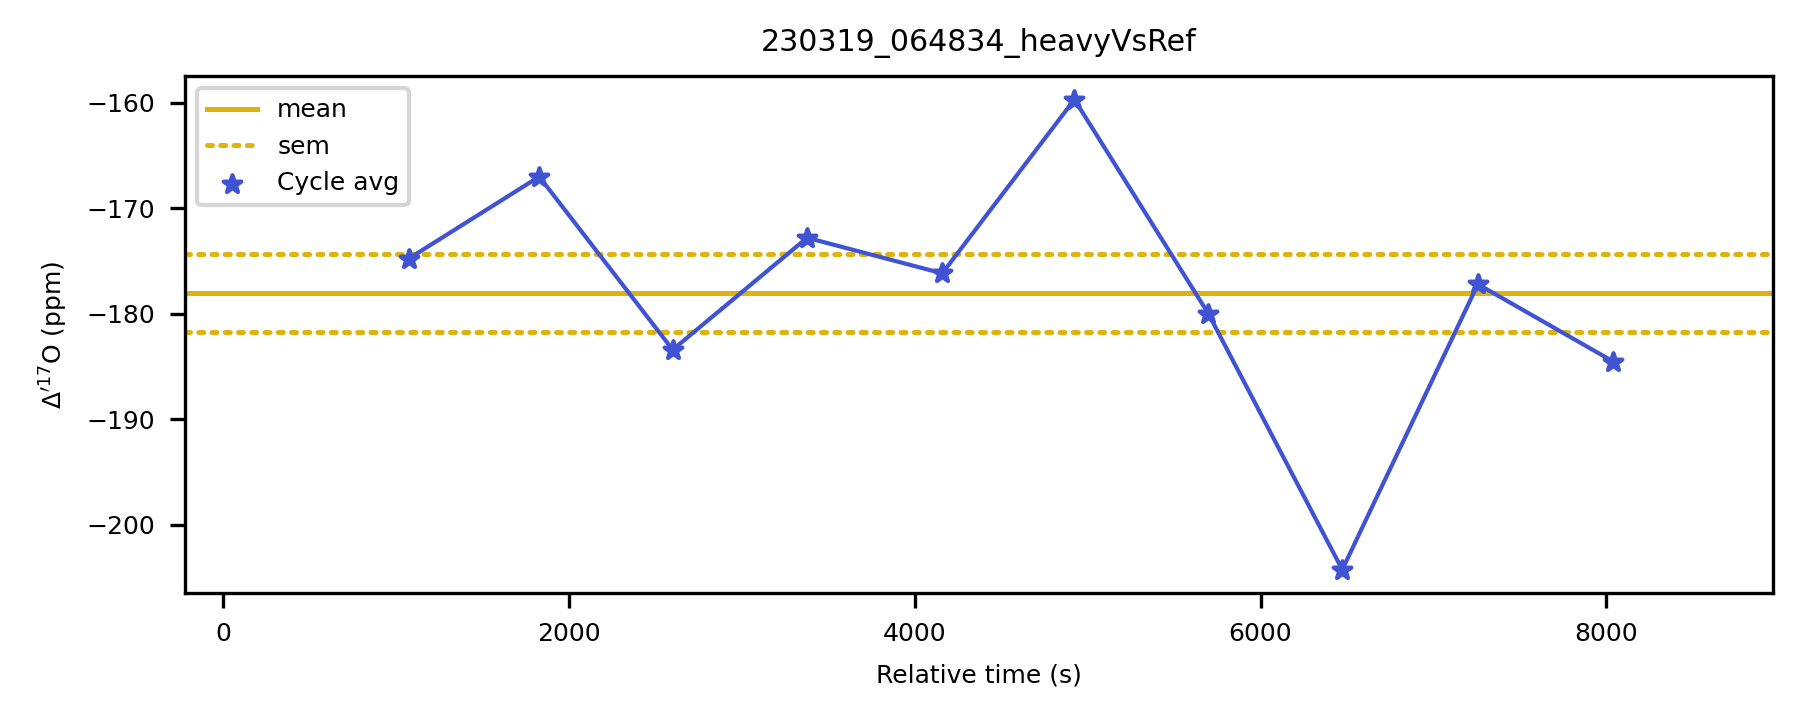 230319_064834_heavyVsRef
mean
sem
Cycle avg
Δ′¹⁷O (ppm)
−160
−170
−180
−190
−200
0 2000 4000 6000 8000
Relative time (s)